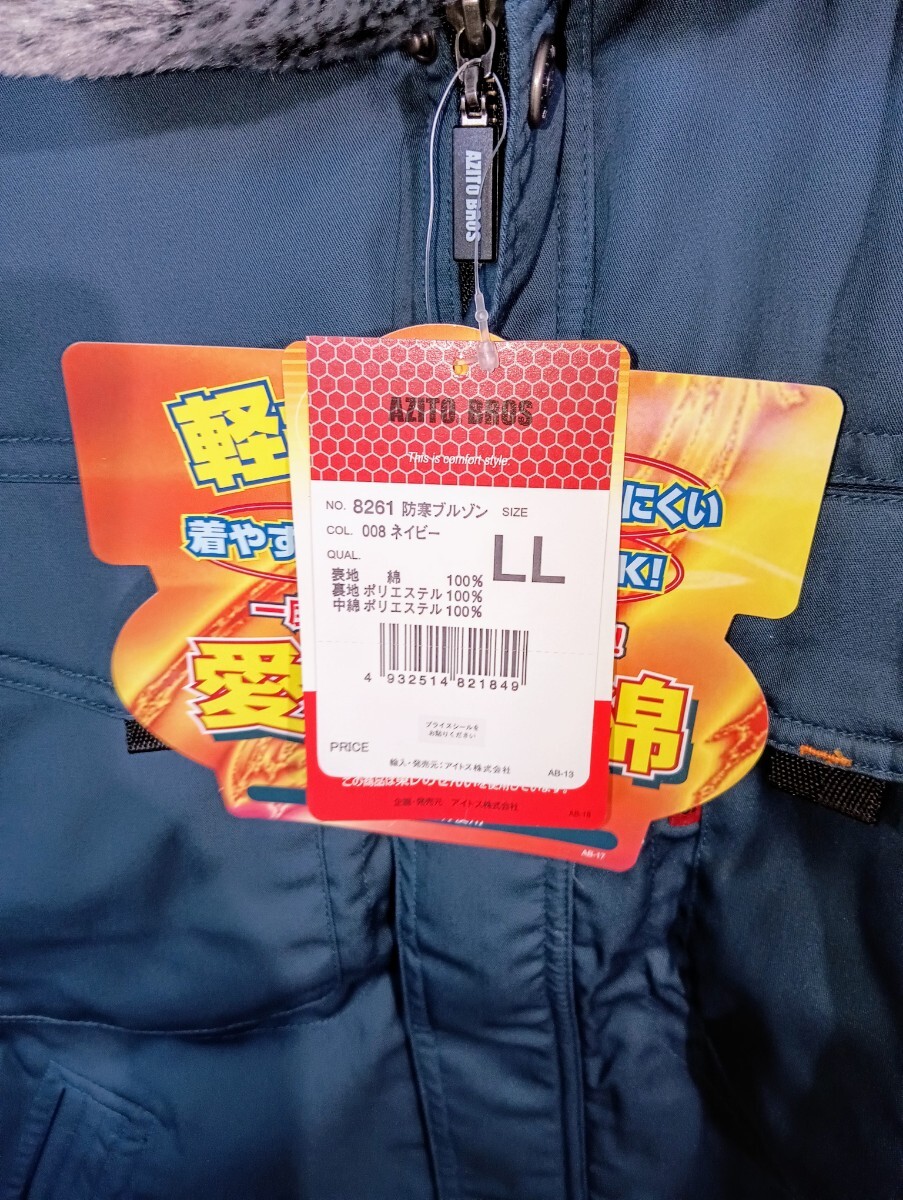 AZITO BROS
AZITO BROS
This is comfort style.
NO. 8261 防寒ブルゾン SIZE
COL. 008 ネイビー
LL
QUAL.
表地 綿 100%
裏地 ポリエステル 100%
中綿 ポリエステル 100%
4 932514 821849
プライスシールを
お貼りください
PRICE
輸入・発売元:アイトス株式会社 AB-13
企画・発売元 アイトス株式会社 AB-16
AB-17
軽
着やす
にくい
K!
愛
綿